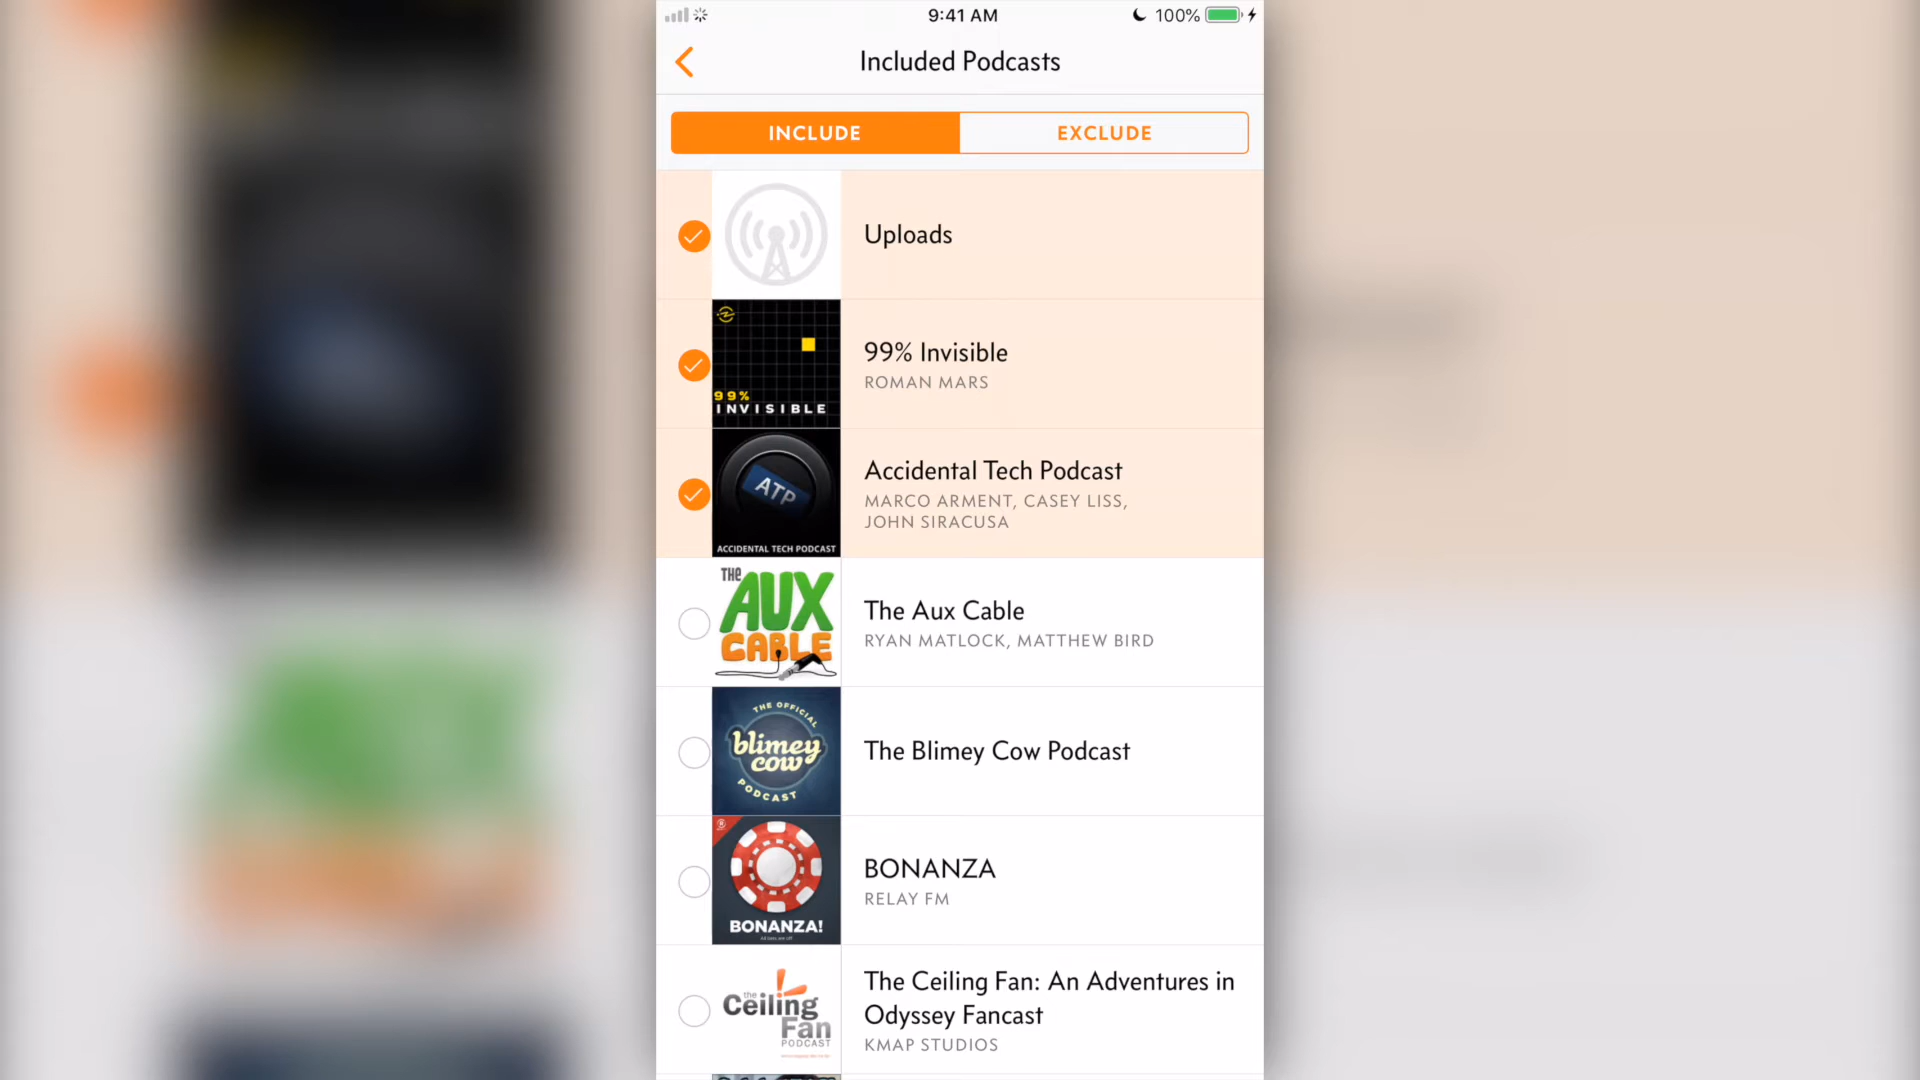 9:41 AM
100%
Included Podcasts
INCLUDE
EXCLUDE
Uploads
99%
INVISIBLE
99% Invisible
ROMAN MARS
ATP
ACCIDENTAL TECH PODCAST
Accidental Tech Podcast
MARCO ARMENT, CASEY LISS,
JOHN SIRACUSA
THE
AUX
CABLE
The Aux Cable
RYAN MATLOCK, MATTHEW BIRD
THE OFFICIAL
blimey
cow
PODCAST
The Blimey Cow Podcast
BONANZA!
BONANZA
RELAY FM
the
Ceiling
Fan
PODCAST
The Ceiling Fan: An Adventures in
Odyssey Fancast
KMAP STUDIOS